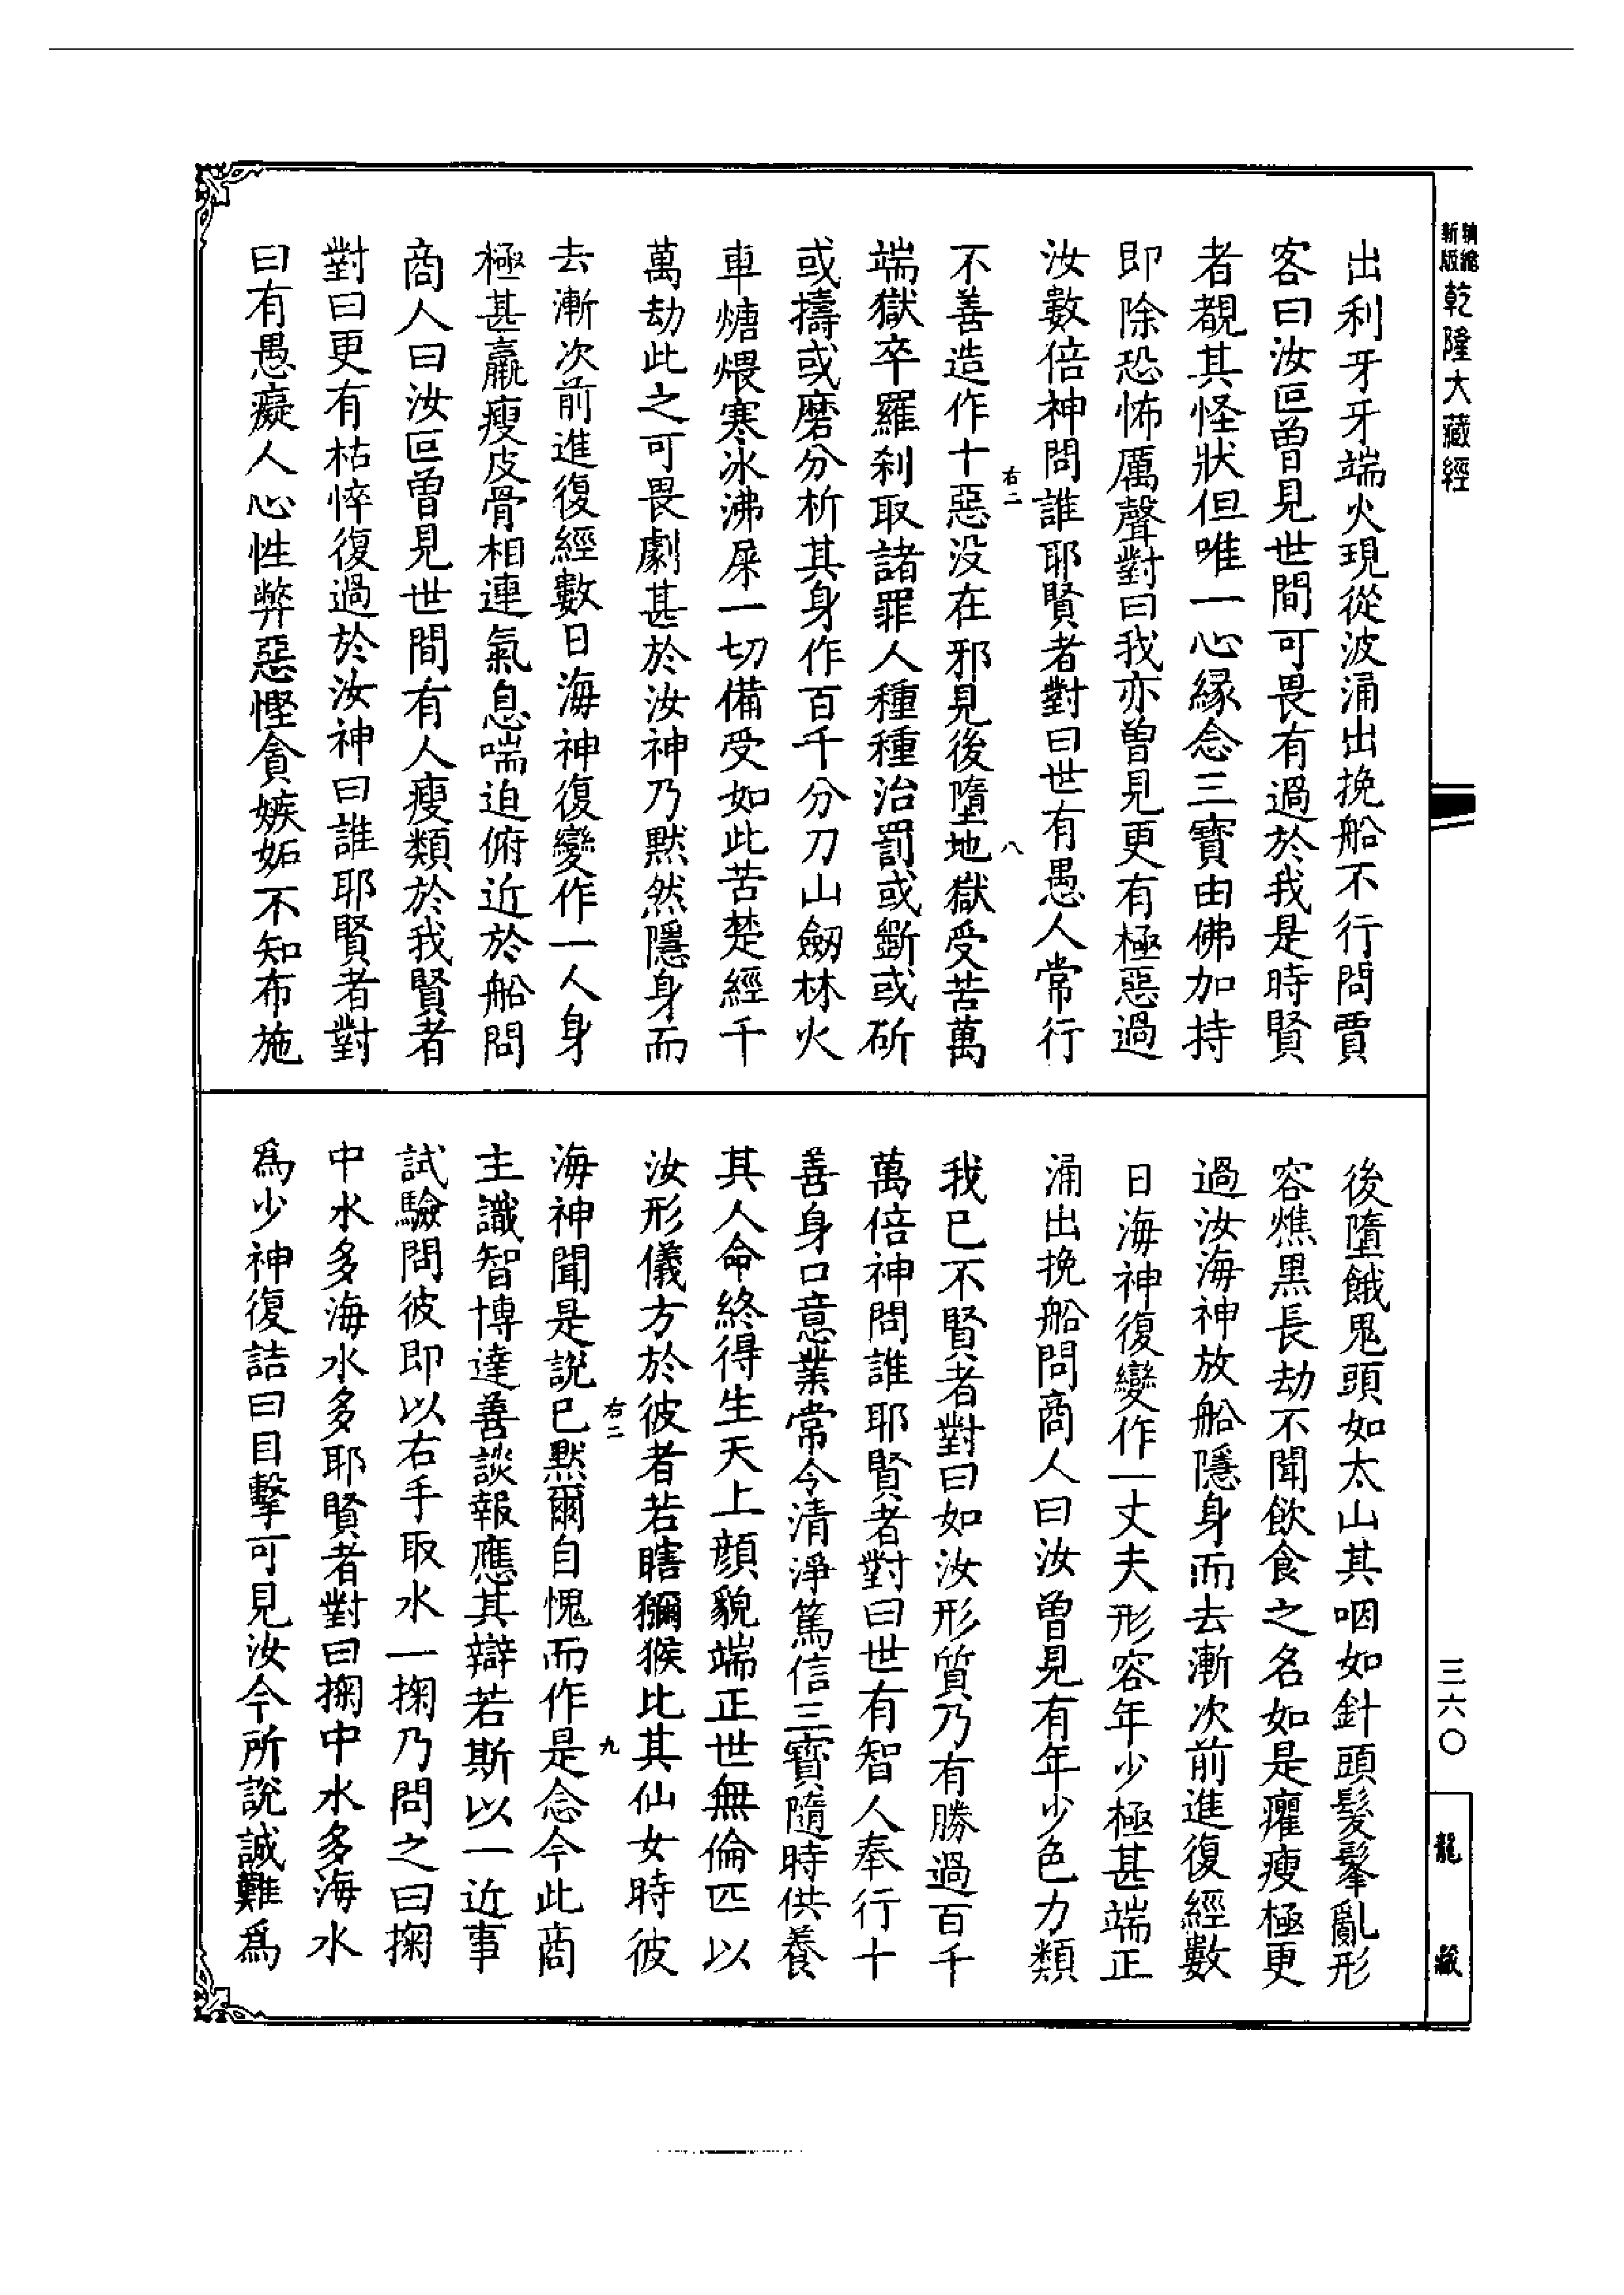 精縮新版乾隆大藏經
出利牙牙端火現從波涌出挽船不行問賈
客曰汝叵曾見世間可畏有過於我是時賢
者覩其怪狀但唯一心緣念三寶由佛加持
即除恐怖厲聲對曰我亦曾見更有極惡過
汝數倍神問誰耶賢者對曰世有愚人常行
右二 八
不善造作十惡没在邪見後墮地獄受苦萬
端獄卒羅刹取諸罪人種種治罰或斷或斫
或擣或磨分析其身作百千分刀山劒林火
車煻煨寒冰沸屎一切備受如此苦楚經千
萬劫此之可畏劇甚於汝神乃默然隱身而
去漸次前進復經數日海神復變作一人身
極甚羸瘦皮骨相連氣息喘迫俯近於船問
商人曰汝叵曾見世間有人瘦類於我賢者
對曰更有枯悴復過於汝神曰誰耶賢者對
曰有愚癡人心性弊惡慳貪嫉妬不知布施
後墮餓鬼頭如太山其咽如針頭髮髼亂形
容燋黑長劫不聞飲食之名如是癯瘦極更
過汝海神放船隱身而去漸次前進復經數
日海神復變作一丈夫形容年少極甚端正
涌出挽船問商人曰汝曾見有年少色力類
我已不賢者對曰如汝形質乃有勝過百千
萬倍神問誰耶賢者對曰世有智人奉行十
善身口意業常令清淨篤信三寶隨時供養
其人命終得生天上顏貌端正世無倫匹以
汝形儀方於彼者若瞎獼猴比其仙女時彼
右二 九
海神聞是說已默爾自愧而作是念今此商
主識智博達善談報應其辯若斯以一近事
試驗問彼即以右手取水一掬乃問之曰掬
中水多海水多耶賢者對曰掬中水多海水
爲少神復詰曰目擊可見汝今所說誠難爲
三六〇
龍藏